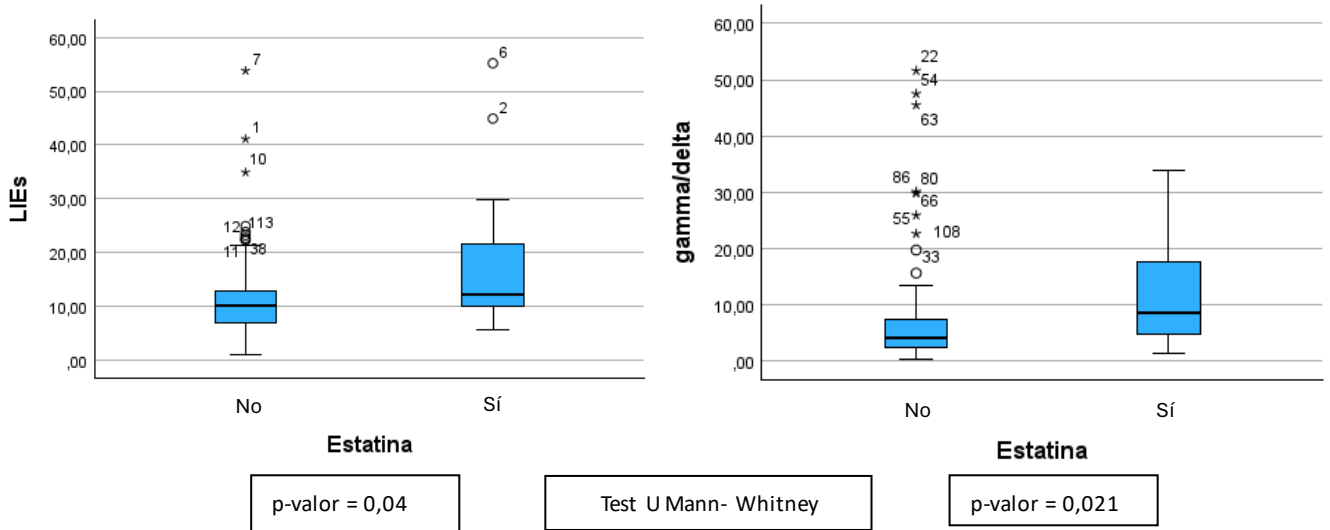 LIEs
60,00
50,00
40,00
30,00
20,00
10,00
,00
7
1
10
12
113
11
38
6
2
No
Sí
Estatina
gamma/delta
60,00
50,00
40,00
30,00
20,00
10,00
,00
22
54
63
86
80
66
55
108
33
No
Sí
Estatina
p-valor = 0,04
Test U Mann- Whitney
p-valor = 0,021